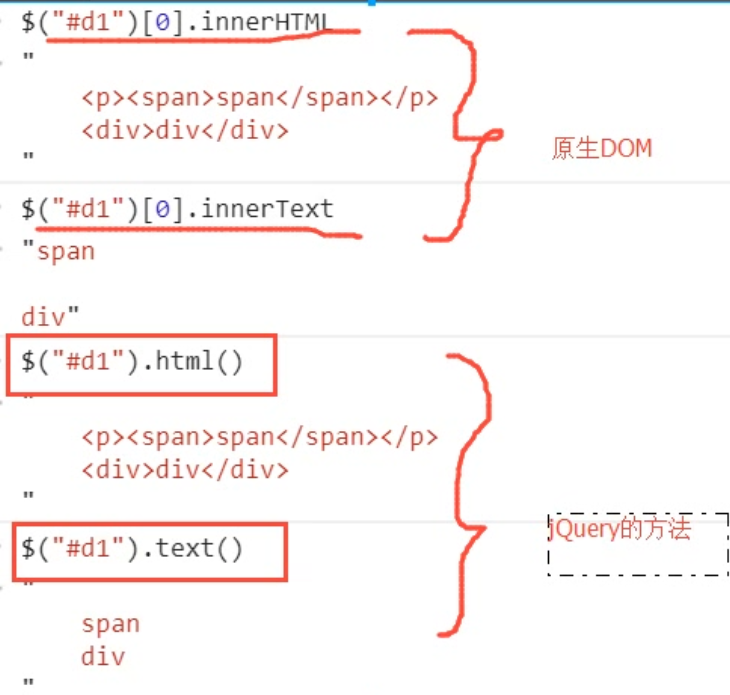 $("#d1")[0].innerHTML
"
<p><span>span</span></p>
<div>div</div>
"
原生DOM
$("#d1")[0].innerText
"span
div"
$("#d1").html()
"
<p><span>span</span></p>
<div>div</div>
"
jQuery的方法
$("#d1").text()
"
span
div
"